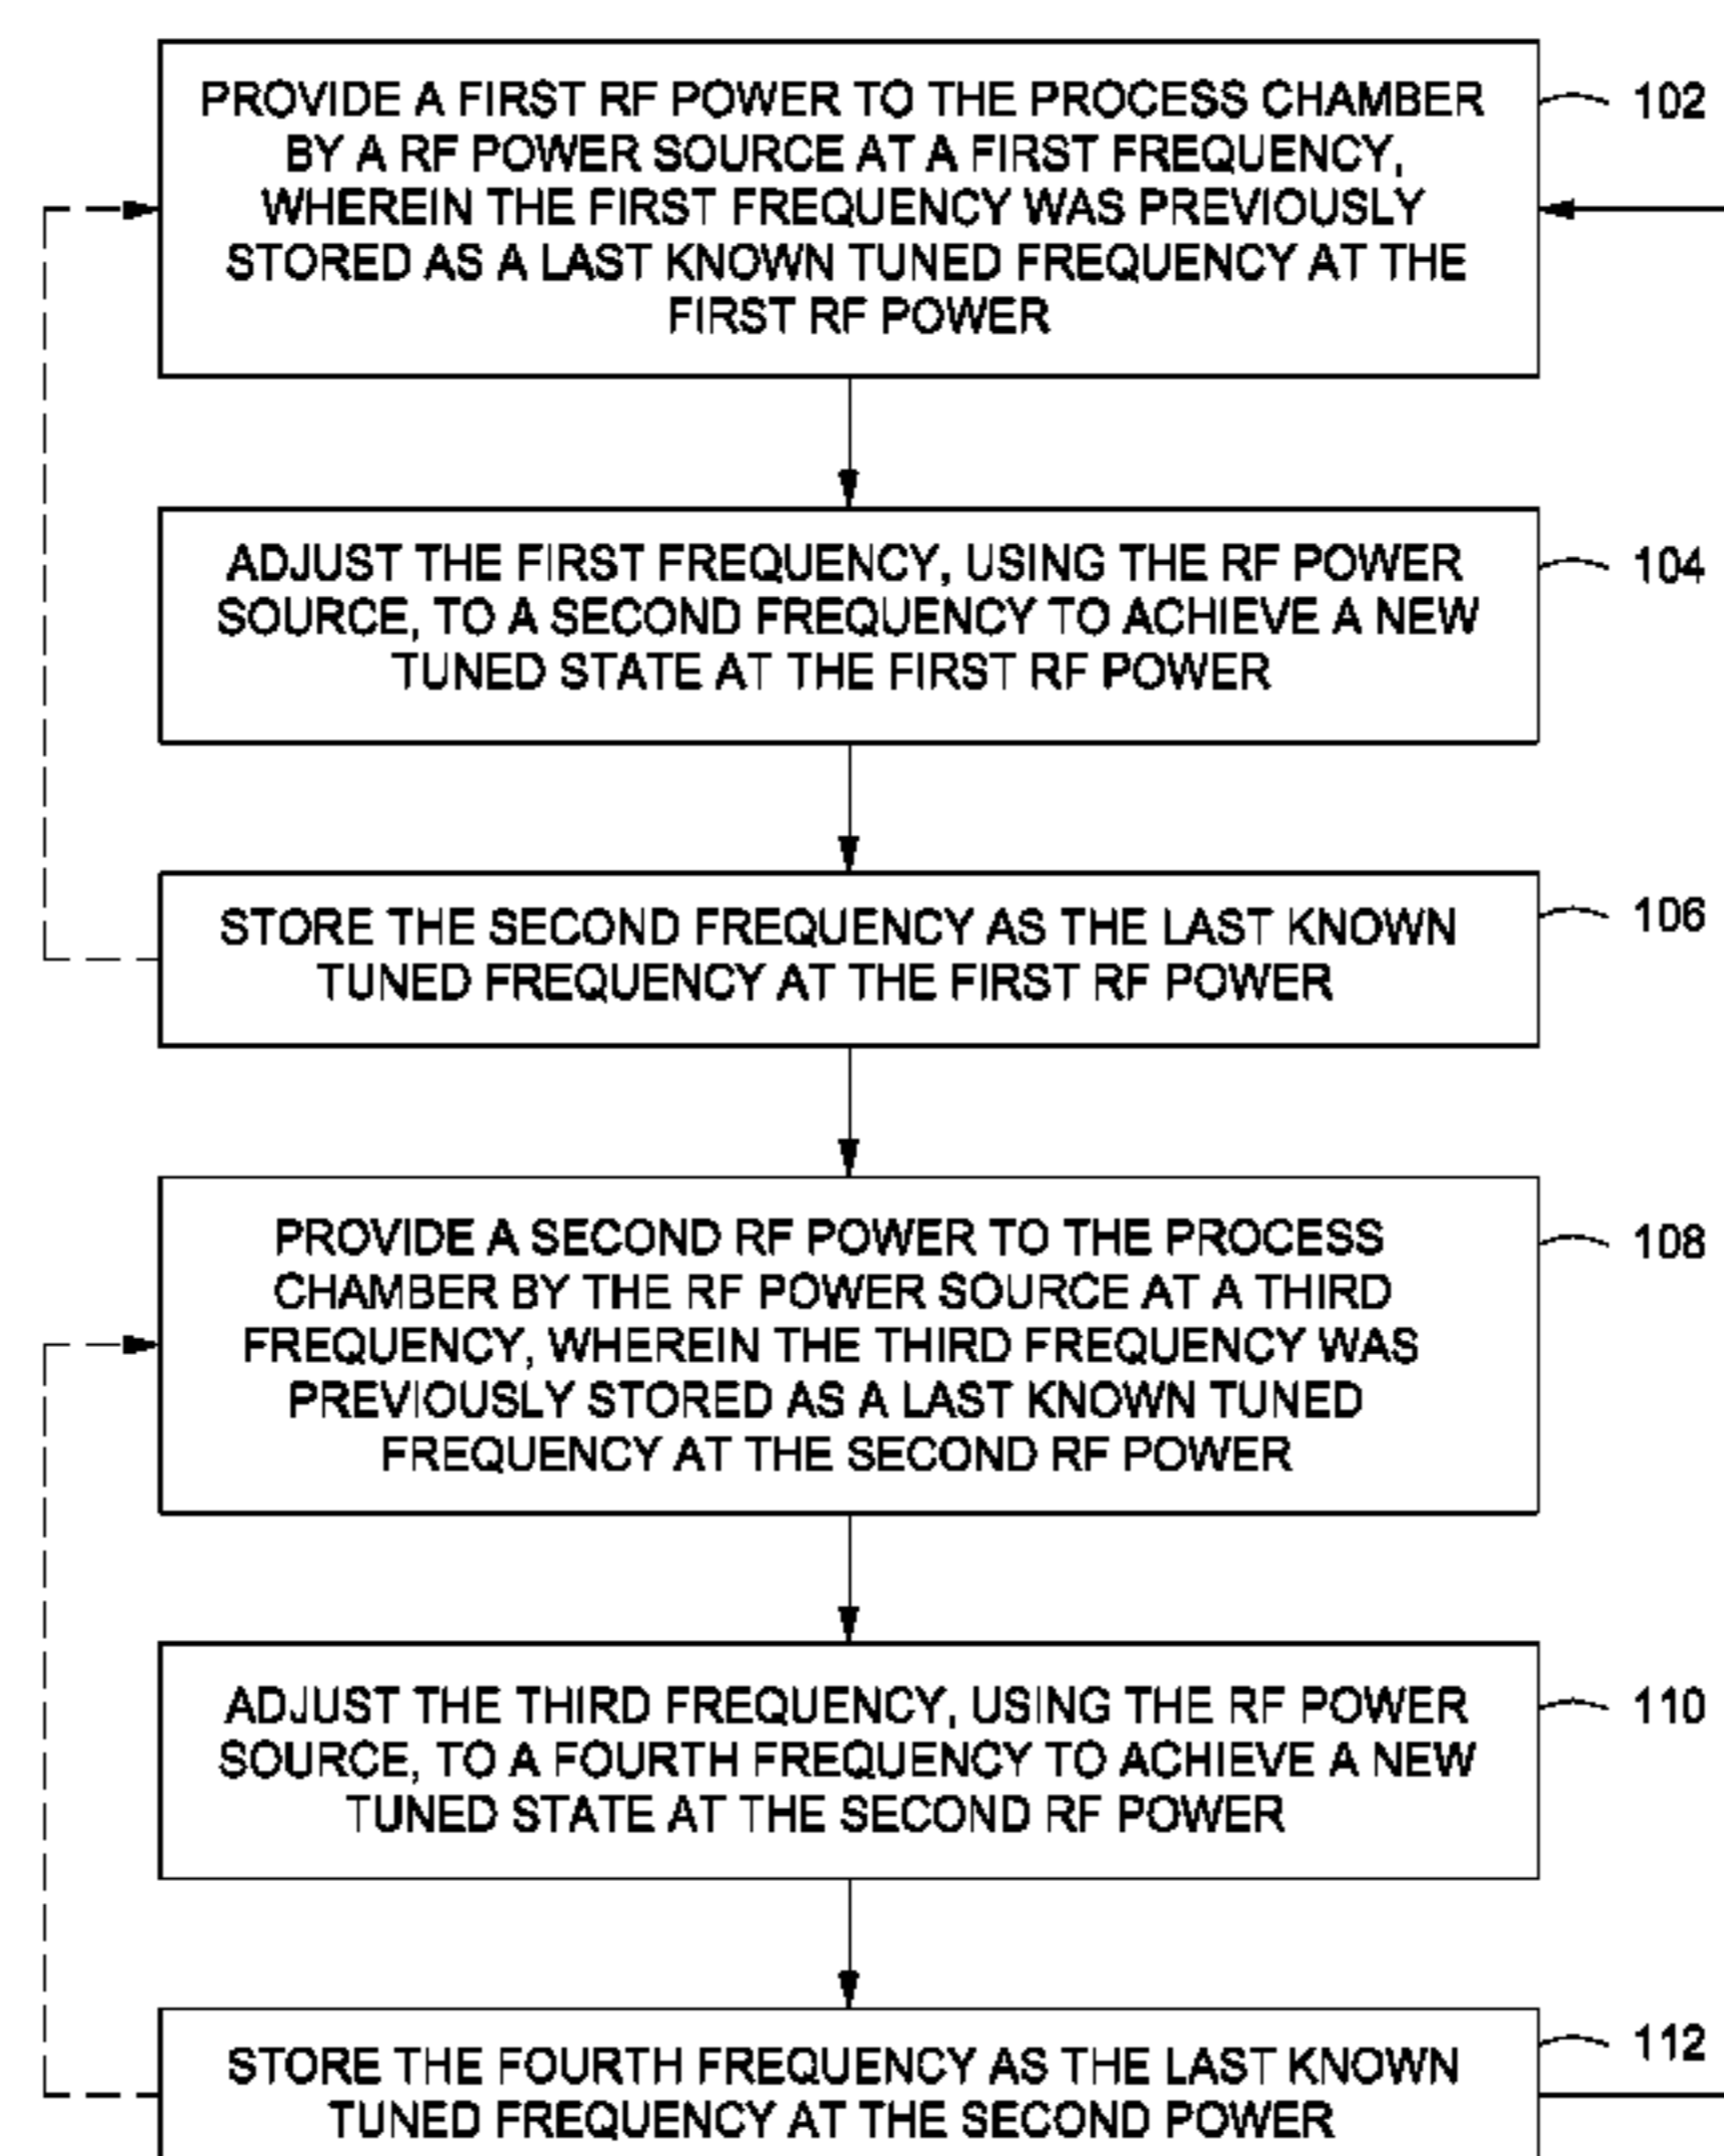 PROVIDE A FIRST RF POWER TO THE PROCESS CHAMBER
BY A RF POWER SOURCE AT A FIRST FREQUENCY,
WHEREIN THE FIRST FREQUENCY WAS PREVIOUSLY
STORED AS A LAST KNOWN TUNED FREQUENCY AT THE
FIRST RF POWER
102
ADJUST THE FIRST FREQUENCY, USING THE RF POWER
SOURCE, TO A SECOND FREQUENCY TO ACHIEVE A NEW
TUNED STATE AT THE FIRST RF POWER
104
STORE THE SECOND FREQUENCY AS THE LAST KNOWN
TUNED FREQUENCY AT THE FIRST RF POWER
106
PROVIDE A SECOND RF POWER TO THE PROCESS
CHAMBER BY THE RF POWER SOURCE AT A THIRD
FREQUENCY, WHEREIN THE THIRD FREQUENCY WAS
PREVIOUSLY STORED AS A LAST KNOWN TUNED
FREQUENCY AT THE SECOND RF POWER
108
ADJUST THE THIRD FREQUENCY, USING THE RF POWER
SOURCE, TO A FOURTH FREQUENCY TO ACHIEVE A NEW
TUNED STATE AT THE SECOND RF POWER
110
STORE THE FOURTH FREQUENCY AS THE LAST KNOWN
TUNED FREQUENCY AT THE SECOND POWER
112